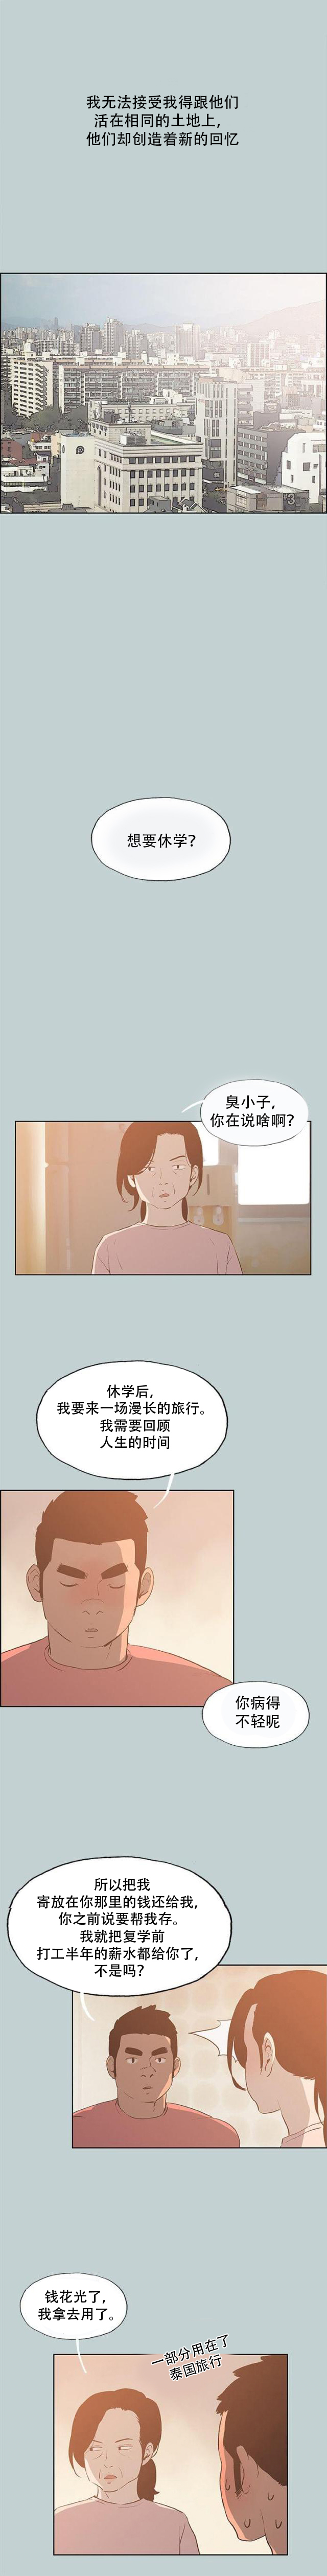 我无法接受我得跟他们
活在相同的土地上，
他们却创造着新的回忆
3
想要休学？
臭小子，
你在说啥啊？
休学后，
我要来一场漫长的旅行。
我需要回顾
人生的时间
你病得
不轻呢
所以把我
寄放在你那里的钱还给我，
你之前说要帮我存。
我就把复学前
打工半年的薪水都给你了，
不是吗？
钱花光了，
我拿去用了。
一部分用在了
泰国旅行